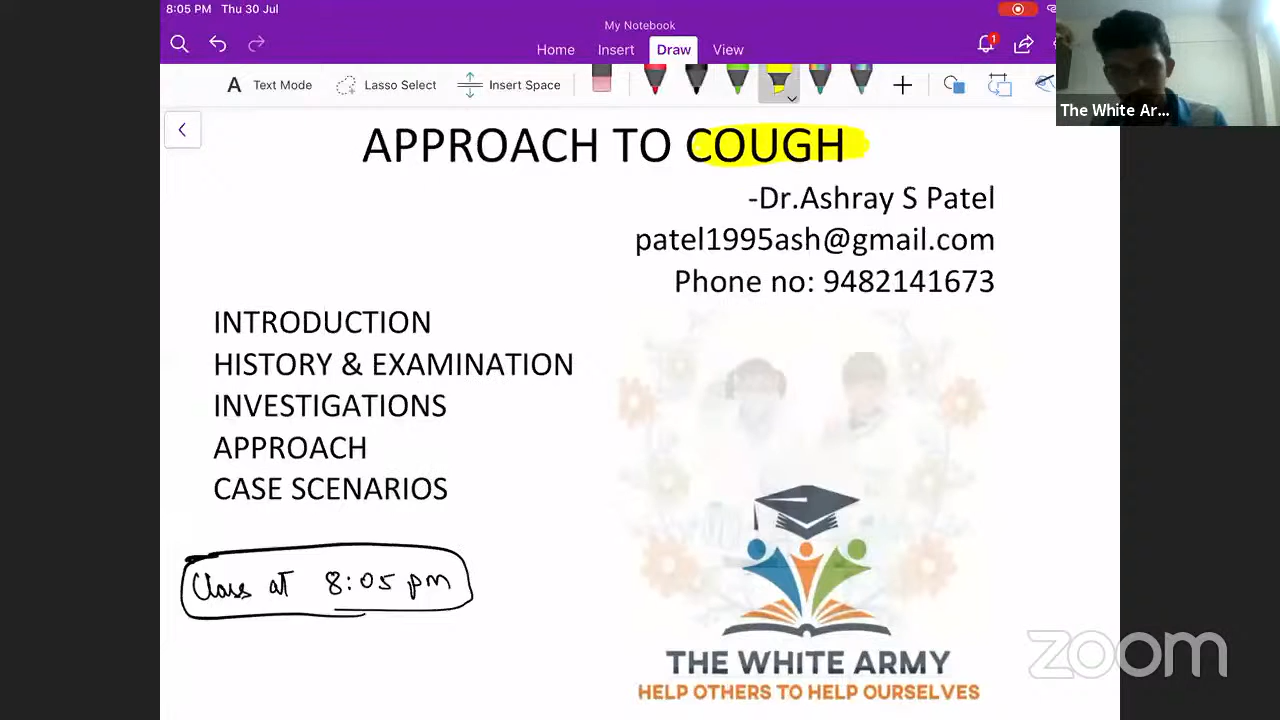 8:05 PM Thu 30 Jul
My Notebook
Home Insert Draw View
1
A Text Mode Lasso Select Insert Space
The White Ar...
APPROACH TO COUGH
-Dr.Ashray S Patel
patel1995ash@gmail.com
Phone no: 9482141673
INTRODUCTION
HISTORY & EXAMINATION
INVESTIGATIONS
APPROACH
CASE SCENARIOS
Class at 8:05 pm
THE WHITE ARMY
HELP OTHERS TO HELP OURSELVES
zoom